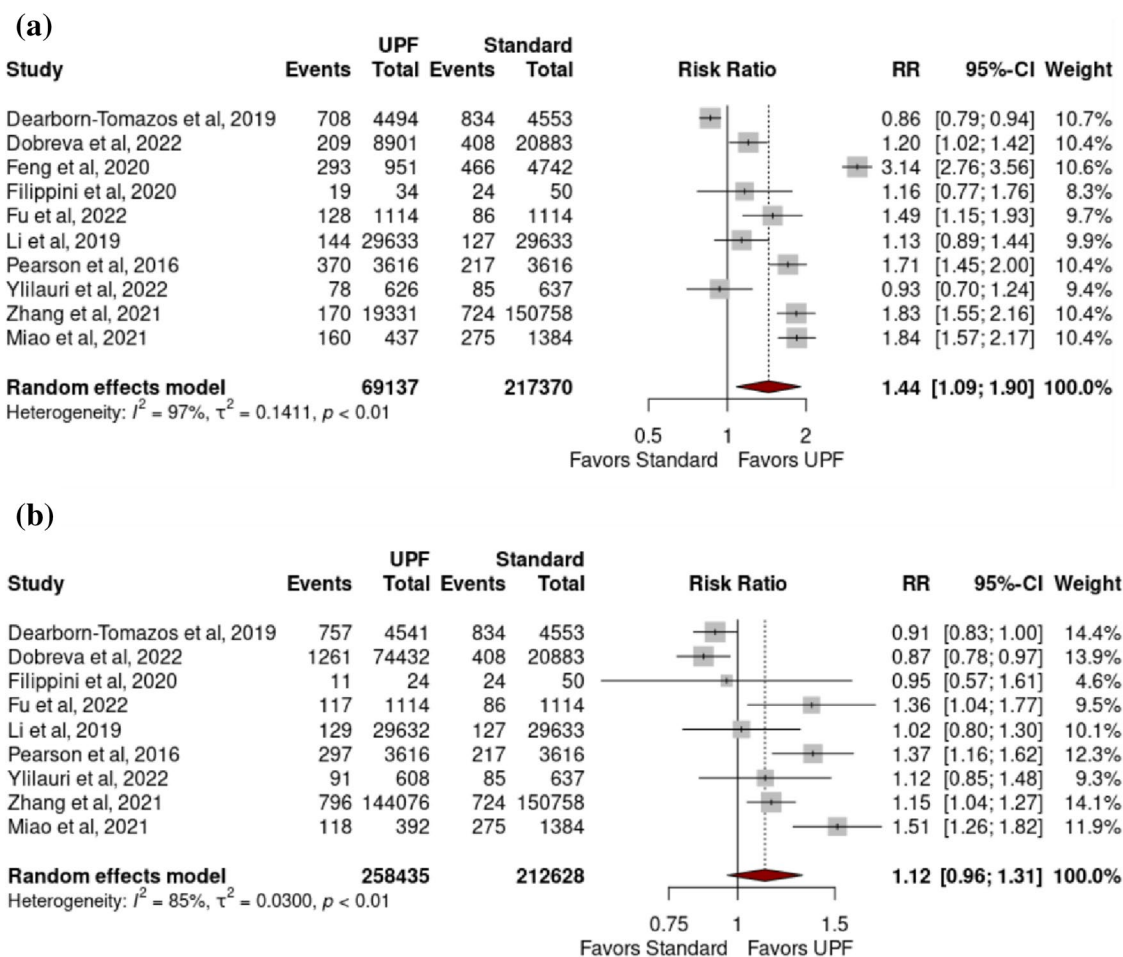 (a)
UPF Standard
Study Events Total Events Total Risk Ratio RR 95%-CI Weight
Dearborn-Tomazos et al, 2019 708 4494 834 4553 0.86 [0.79; 0.94] 10.7%
Dobreva et al, 2022 209 8901 408 20883 1.20 [1.02; 1.42] 10.4%
Feng et al, 2020 293 951 466 4742 3.14 [2.76; 3.56] 10.6%
Filippini et al, 2020 19 34 24 50 1.16 [0.77; 1.76] 8.3%
Fu et al, 2022 128 1114 86 1114 1.49 [1.15; 1.93] 9.7%
Li et al, 2019 144 29633 127 29633 1.13 [0.89; 1.44] 9.9%
Pearson et al, 2016 370 3616 217 3616 1.71 [1.45; 2.00] 10.4%
Ylilauri et al, 2022 78 626 85 637 0.93 [0.70; 1.24] 9.4%
Zhang et al, 2021 170 19331 724 150758 1.83 [1.55; 2.16] 10.4%
Miao et al, 2021 160 437 275 1384 1.84 [1.57; 2.17] 10.4%
Random effects model 69137 217370 1.44 [1.09; 1.90] 100.0%
Heterogeneity: I² = 97%, τ² = 0.1411, p < 0.01
0.5 1 2
Favors Standard Favors UPF
(b)
UPF Standard
Study Events Total Events Total Risk Ratio RR 95%-CI Weight
Dearborn-Tomazos et al, 2019 757 4541 834 4553 0.91 [0.83; 1.00] 14.4%
Dobreva et al, 2022 1261 74432 408 20883 0.87 [0.78; 0.97] 13.9%
Filippini et al, 2020 11 24 24 50 0.95 [0.57; 1.61] 4.6%
Fu et al, 2022 117 1114 86 1114 1.36 [1.04; 1.77] 9.5%
Li et al, 2019 129 29632 127 29633 1.02 [0.80; 1.30] 10.1%
Pearson et al, 2016 297 3616 217 3616 1.37 [1.16; 1.62] 12.3%
Ylilauri et al, 2022 91 608 85 637 1.12 [0.85; 1.48] 9.3%
Zhang et al, 2021 796 144076 724 150758 1.15 [1.04; 1.27] 14.1%
Miao et al, 2021 118 392 275 1384 1.51 [1.26; 1.82] 11.9%
Random effects model 258435 212628 1.12 [0.96; 1.31] 100.0%
Heterogeneity: I² = 85%, τ² = 0.0300, p < 0.01
0.75 1 1.5
Favors Standard Favors UPF